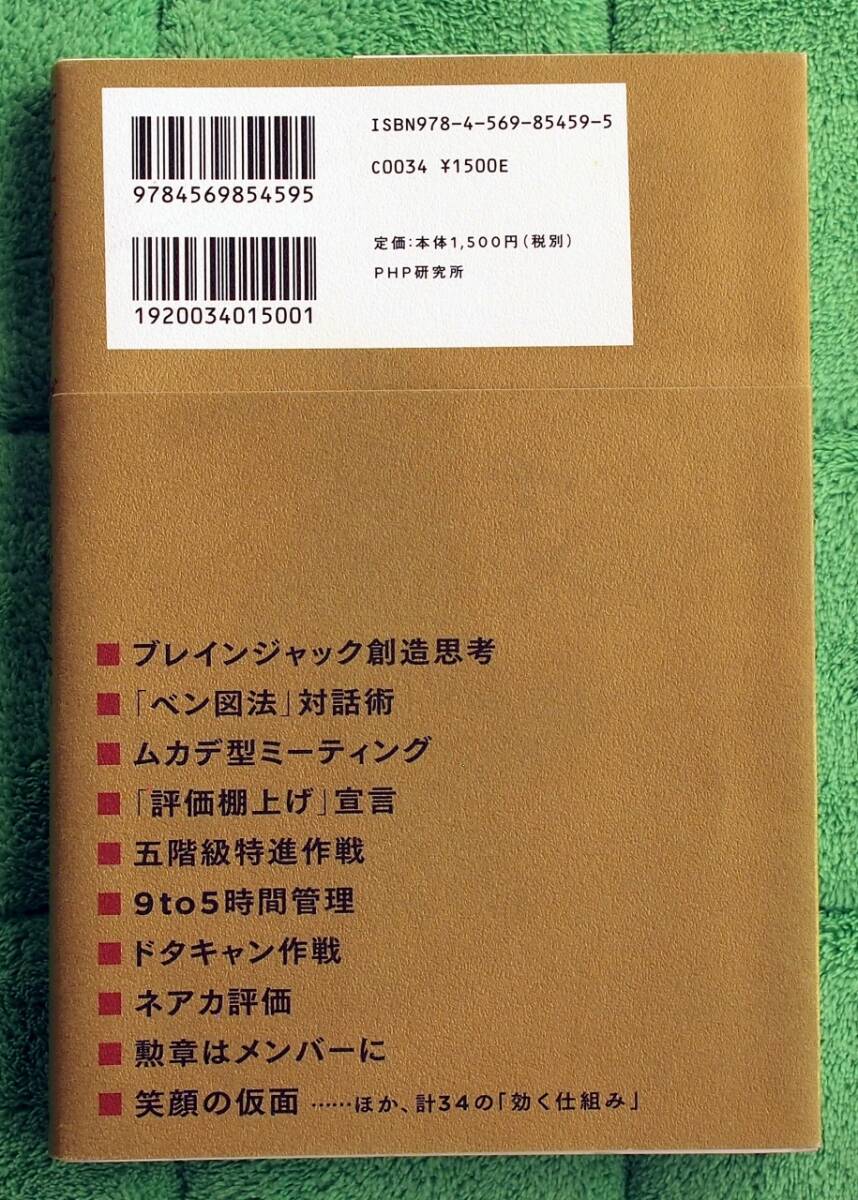 ISBN978-4-569-85459-5
9784569854595
C0034 ¥1500E
定価:本体1,500円(税別)
PHP研究所
1920034015001
■ ブレインジャック創造思考
■ 「ベン図法」対話術
■ ムカデ型ミーティング
■ 「評価棚上げ」宣言
■ 五階級特進作戦
■ 9to5時間管理
■ ドタキャン作戦
■ ネアカ評価
■ 勲章はメンバーに
■ 笑顔の仮面 ……ほか、計34の「効く仕組み」